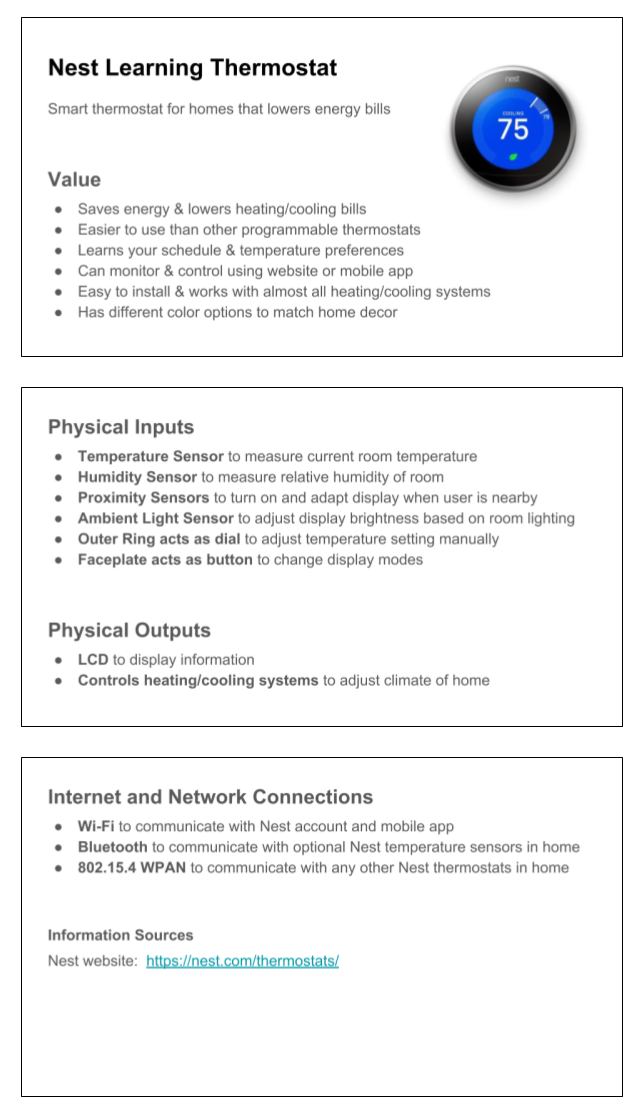 Nest Learning Thermostat
Smart thermostat for homes that lowers energy bills
nest
COOLING
75
Value
● Saves energy & lowers heating/cooling bills
● Easier to use than other programmable thermostats
● Learns your schedule & temperature preferences
● Can monitor & control using website or mobile app
● Easy to install & works with almost all heating/cooling systems
● Has different color options to match home decor
Physical Inputs
● Temperature Sensor to measure current room temperature
● Humidity Sensor to measure relative humidity of room
● Proximity Sensors to turn on and adapt display when user is nearby
● Ambient Light Sensor to adjust display brightness based on room lighting
● Outer Ring acts as dial to adjust temperature setting manually
● Faceplate acts as button to change display modes
Physical Outputs
● LCD to display information
● Controls heating/cooling systems to adjust climate of home
Internet and Network Connections
● Wi-Fi to communicate with Nest account and mobile app
● Bluetooth to communicate with optional Nest temperature sensors in home
● 802.15.4 WPAN to communicate with any other Nest thermostats in home
Information Sources
Nest website: https://nest.com/thermostats/